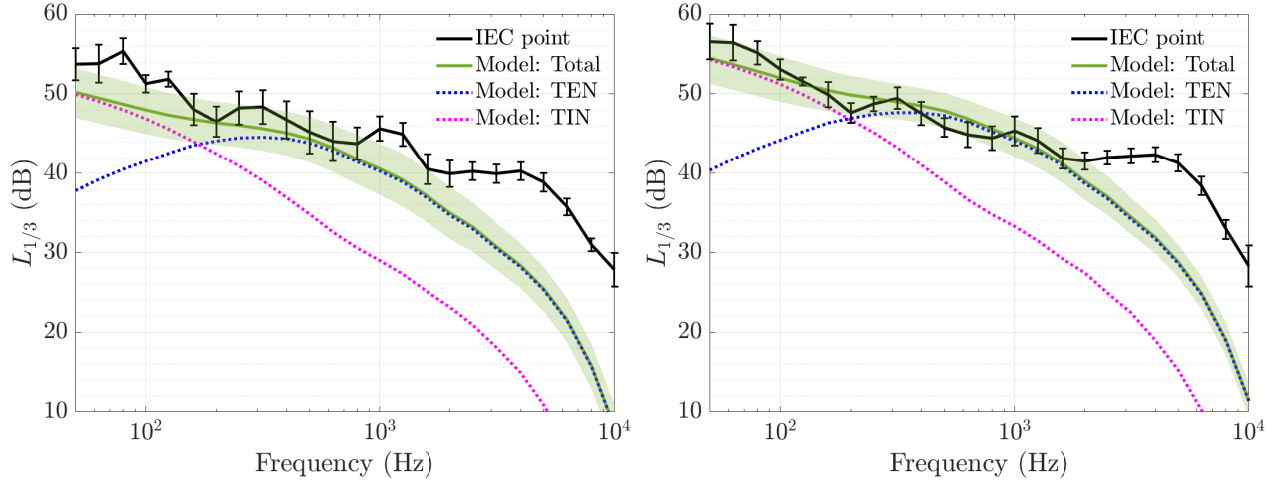 60
50
40
30
20
10
L1/3 (dB)
10^2
10^3
10^4
Frequency (Hz)
IEC point
Model: Total
Model: TEN
Model: TIN
60
50
40
30
20
10
L1/3 (dB)
10^2
10^3
10^4
Frequency (Hz)
IEC point
Model: Total
Model: TEN
Model: TIN